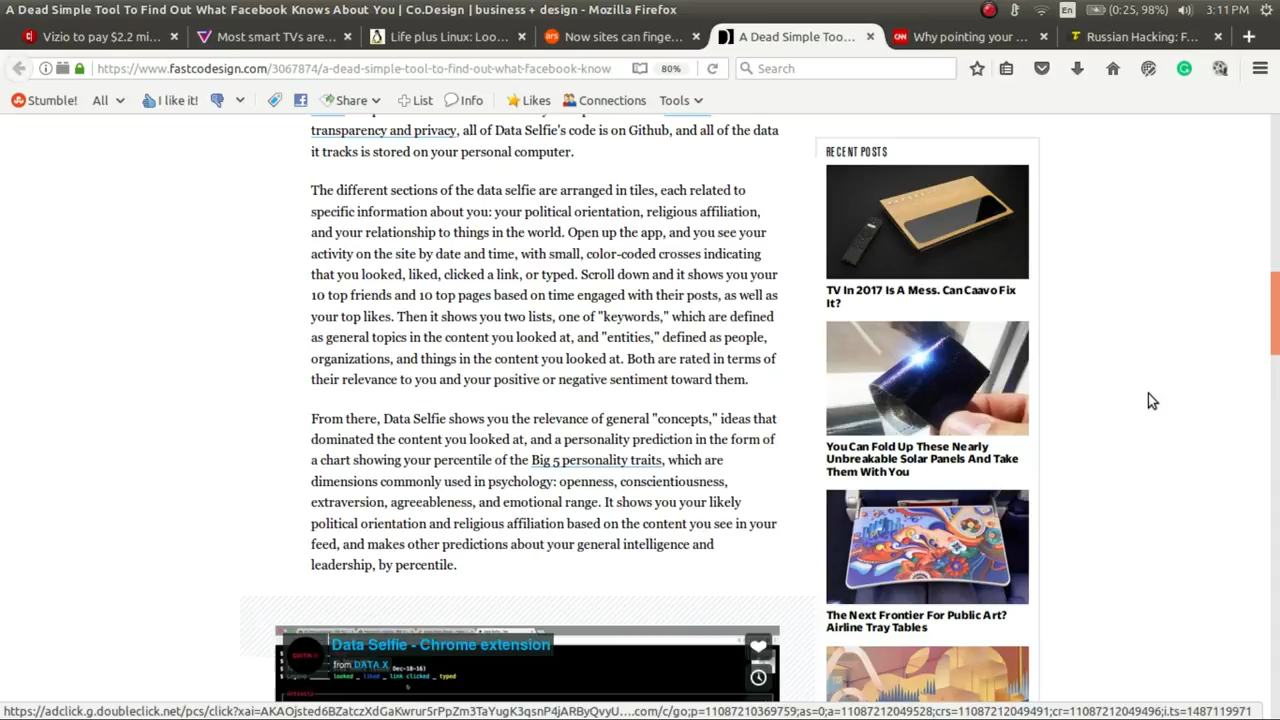 A Dead Simple Tool To Find Out What Facebook Knows About You | Co.Design | business + design - Mozilla Firefox
En
(0:25, 98%)
3:11PM
Vizio to pay $2.2 mi...
Most smart TVs are...
Life plus Linux: Loo...
Now sites can finge...
A Dead Simple Too...
Why pointing your ...
Russian Hacking: F...
https://www.fastcodesign.com/3067874/a-dead-simple-tool-to-find-out-what-facebook-know
80%
Search
Stumble!
All
I like it!
Share
List
Info
Likes
Connections
Tools
transparency and privacy, all of Data Selfie's code is on Github, and all of the data
it tracks is stored on your personal computer.
The different sections of the data selfie are arranged in tiles, each related to
specific information about you: your political orientation, religious affiliation,
and your relationship to things in the world. Open up the app, and you see your
activity on the site by date and time, with small, color-coded crosses indicating
that you looked, liked, clicked a link, or typed. Scroll down and it shows you your
10 top friends and 10 top pages based on time engaged with their posts, as well as
your top likes. Then it shows you two lists, one of "keywords," which are defined
as general topics in the content you looked at, and "entities," defined as people,
organizations, and things in the content you looked at. Both are rated in terms of
their relevance to you and your positive or negative sentiment toward them.
From there, Data Selfie shows you the relevance of general "concepts," ideas that
dominated the content you looked at, and a personality prediction in the form of
a chart showing your percentile of the Big 5 personality traits, which are
dimensions commonly used in psychology: openness, conscientiousness,
extraversion, agreeableness, and emotional range. It shows you your likely
political orientation and religious affiliation based on the content you see in your
feed, and makes other predictions about your general intelligence and
leadership, by percentile.
Data Selfie - Chrome extension
from DATA X
Dec-18-16)
looked _ liked _ link clicked _ typed
RECENT POSTS
TV In 2017 Is A Mess. Can Caavo Fix
It?
You Can Fold Up These Nearly
Unbreakable Solar Panels And Take
Them With You
The Next Frontier For Public Art?
Airline Tray Tables
https://adclick.g.doubleclick.net/pcs/click?xai=AKAOjsted6BZatczXdGaKwrur5rPpZm3TaYugK3qsnP4jARByQvyU....com/c/go;p=11087210369759;as=0;a=11087212049528;crs=11087212049491;cr=11087212049496;i.ts=1487119971